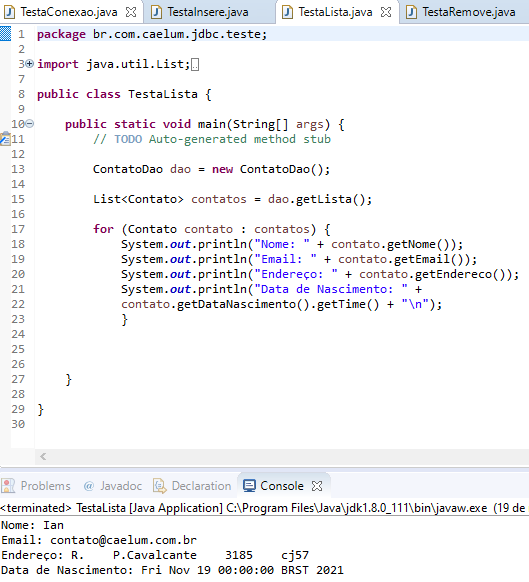 TestaConexao.java TestaInsere.java TestaLista.java TestaRemove.java
1 package br.com.caelum.jdbc.teste;
2
3 import java.util.List;
7
8 public class TestaLista {
9
10 public static void main(String[] args) {
11 // TODO Auto-generated method stub
12
13 ContatoDao dao = new ContatoDao();
14
15 List<Contato> contatos = dao.getLista();
16
17 for (Contato contato : contatos) {
18 System.out.println("Nome: " + contato.getNome());
19 System.out.println("Email: " + contato.getEmail());
20 System.out.println("Endereço: " + contato.getEndereco());
21 System.out.println("Data de Nascimento: " +
22 contato.getDataNascimento().getTime() + "\n");
23 }
24
25
26
27 }
28
29 }
30
Problems @ Javadoc Declaration Console
<terminated> TestaLista [Java Application] C:\Program Files\Java\jdk1.8.0_111\bin\javaw.exe (19 de
Nome: Ian
Email: contato@caelum.com.br
Endereço: R. P.Cavalcante 3185 cj57
Data de Nascimento: Fri Nov 19 00:00:00 BRST 2021